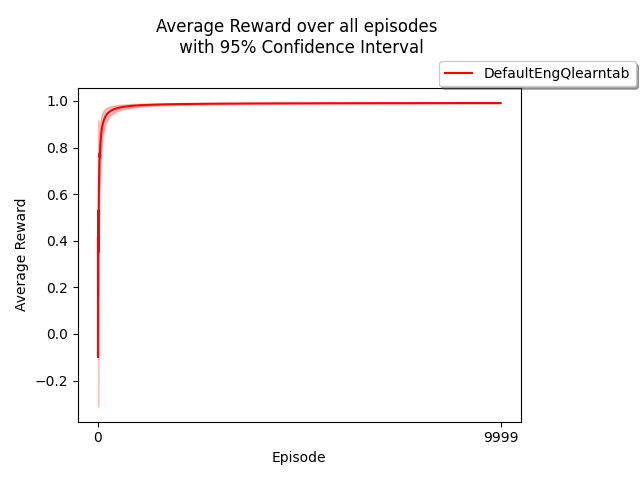 Average Reward over all episodes
with 95% Confidence Interval
DefaultEngQlearntab
1.0
0.8
0.6
0.4
0.2
0.0
−0.2
Average Reward
0
9999
Episode